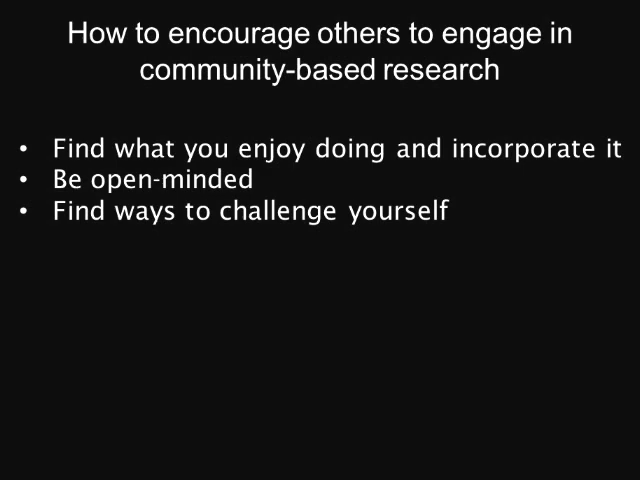 How to encourage others to engage in
community-based research
• Find what you enjoy doing and incorporate it
• Be open-minded
• Find ways to challenge yourself